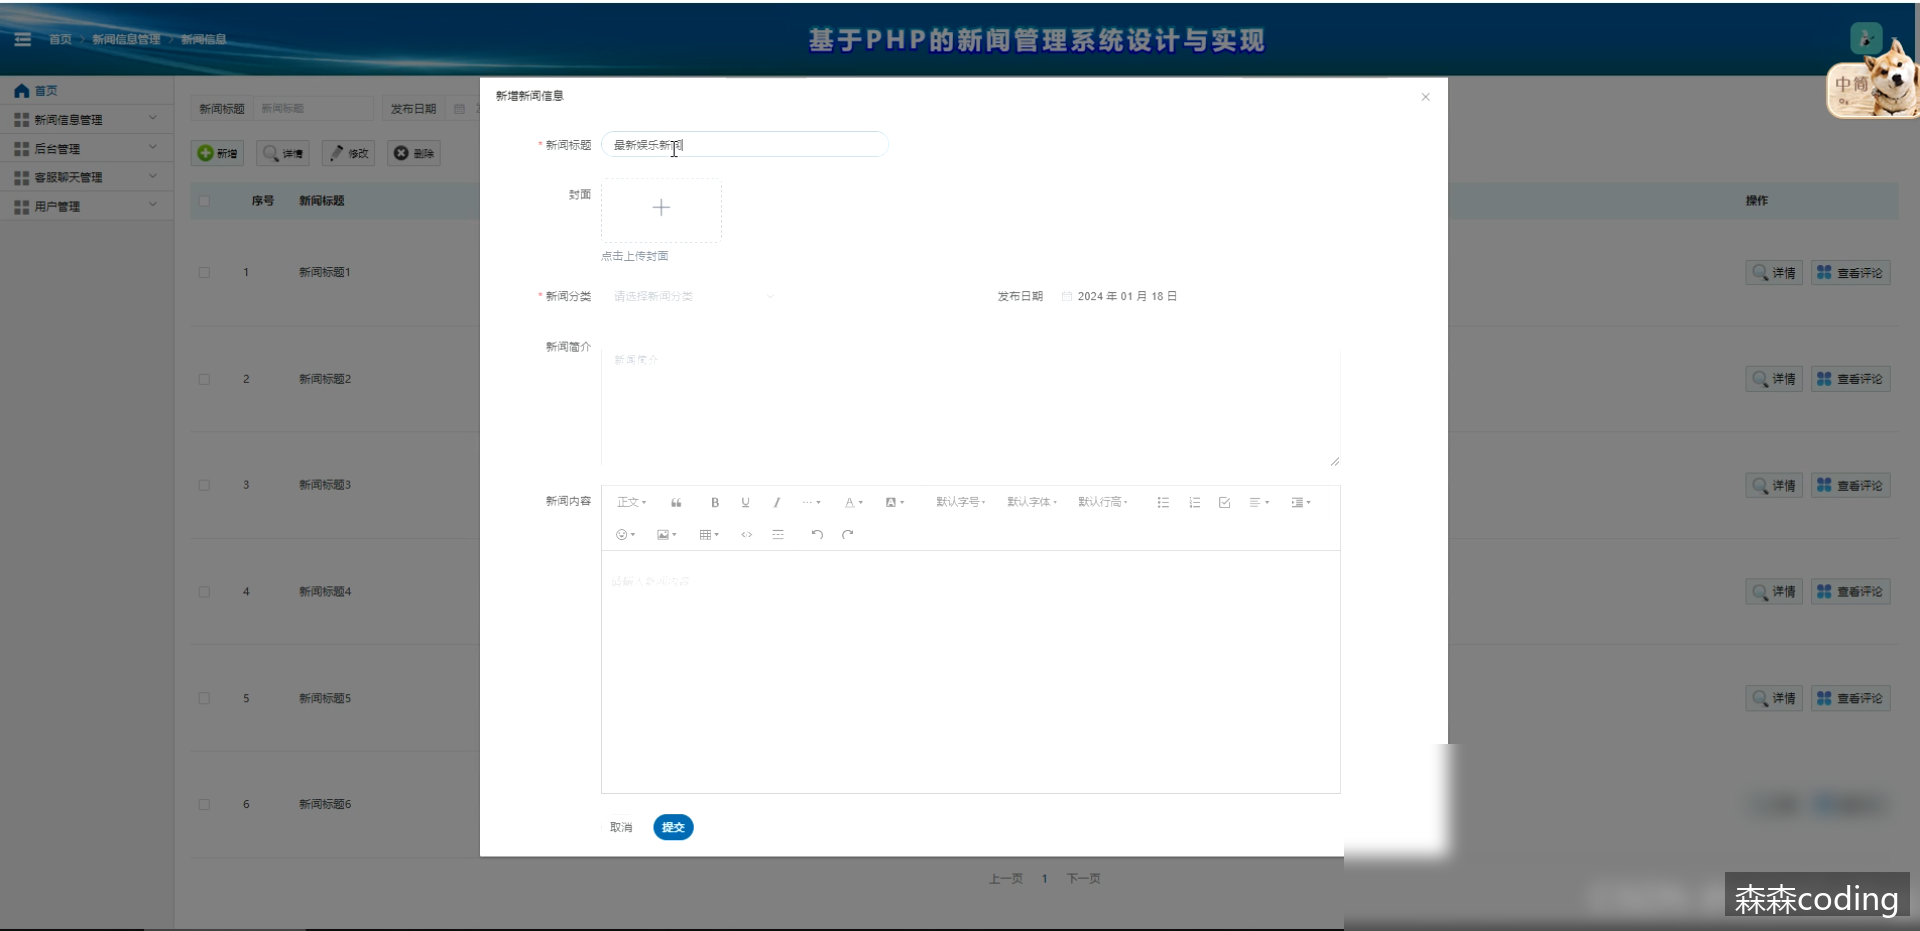 首页 新闻信息管理 新闻信息
基于PHP的新闻管理系统设计与实现
中简
首页
新闻信息管理
后台管理
客服聊天管理
用户管理
新闻标题 新闻标题 发布日期
新增 详情 修改 删除
序号 新闻标题 操作
1 新闻标题1 详情 查看评论
2 新闻标题2 详情 查看评论
3 新闻标题3 详情 查看评论
4 新闻标题4 详情 查看评论
5 新闻标题5 详情 查看评论
6 新闻标题6
新增新闻信息
* 新闻标题 最新娱乐新闻
封面
点击上传封面
* 新闻分类 请选择新闻分类 发布日期 2024 年 01 月 18 日
新闻简介 新闻简介
新闻内容 正文 B U I A A 默认字号 默认字体 默认行高
请输入新闻内容
取消 提交
上一页 1 下一页
森森coding